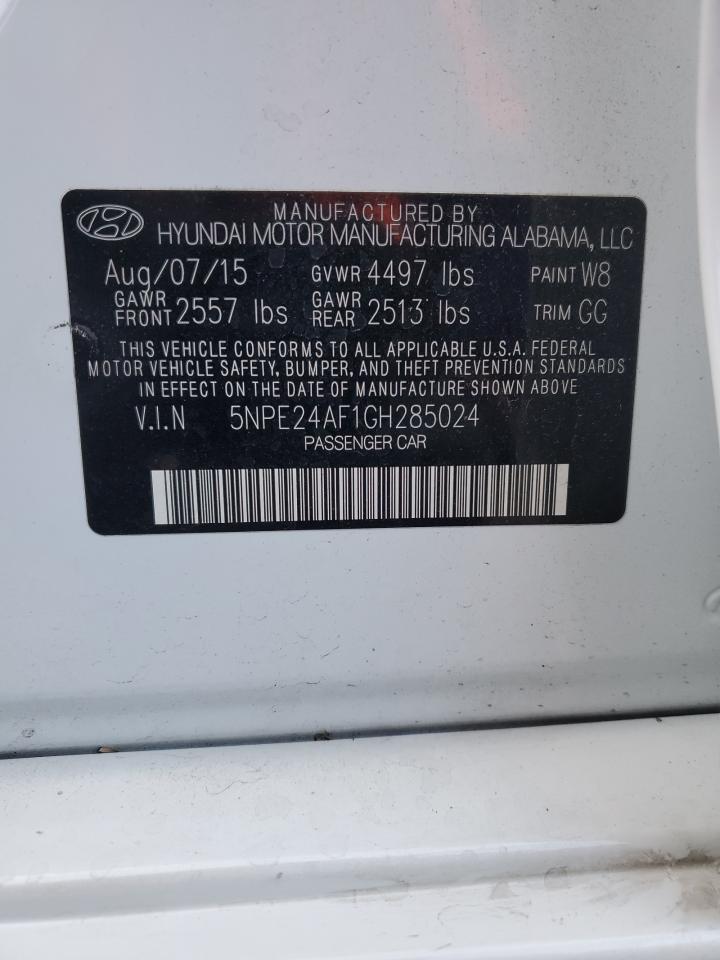 MANUFACTURED BY
HYUNDAI MOTOR MANUFACTURING ALABAMA, LLC
Aug/07/15 GVWR 4497 lbs PAINT W8
GAWR FRONT 2557 lbs GAWR REAR 2513 lbs TRIM GG
THIS VEHICLE CONFORMS TO ALL APPLICABLE U.S.A. FEDERAL
MOTOR VEHICLE SAFETY, BUMPER, AND THEFT PREVENTION STANDARDS
IN EFFECT ON THE DATE OF MANUFACTURE SHOWN ABOVE
V.I.N 5NPE24AF1GH285024
PASSENGER CAR